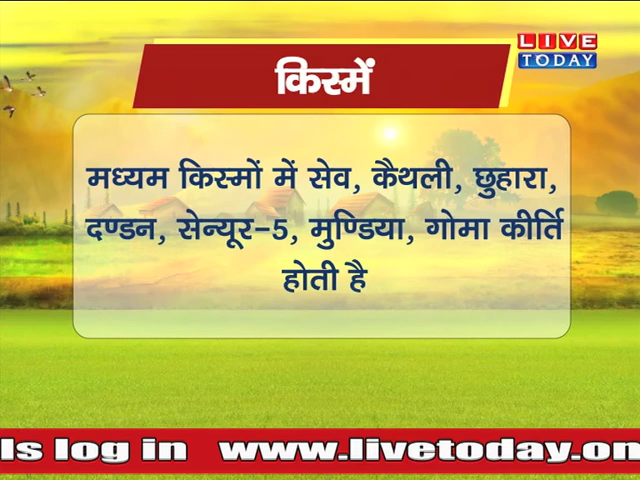 LIVE
TODAY
किस्में
मध्यम किस्मों में सेव, कैथली, छुहारा,
दण्डन, सेन्यूर-5, मुण्डिया, गोमा कीर्ति
होती है
ls log in www.livetoday.on